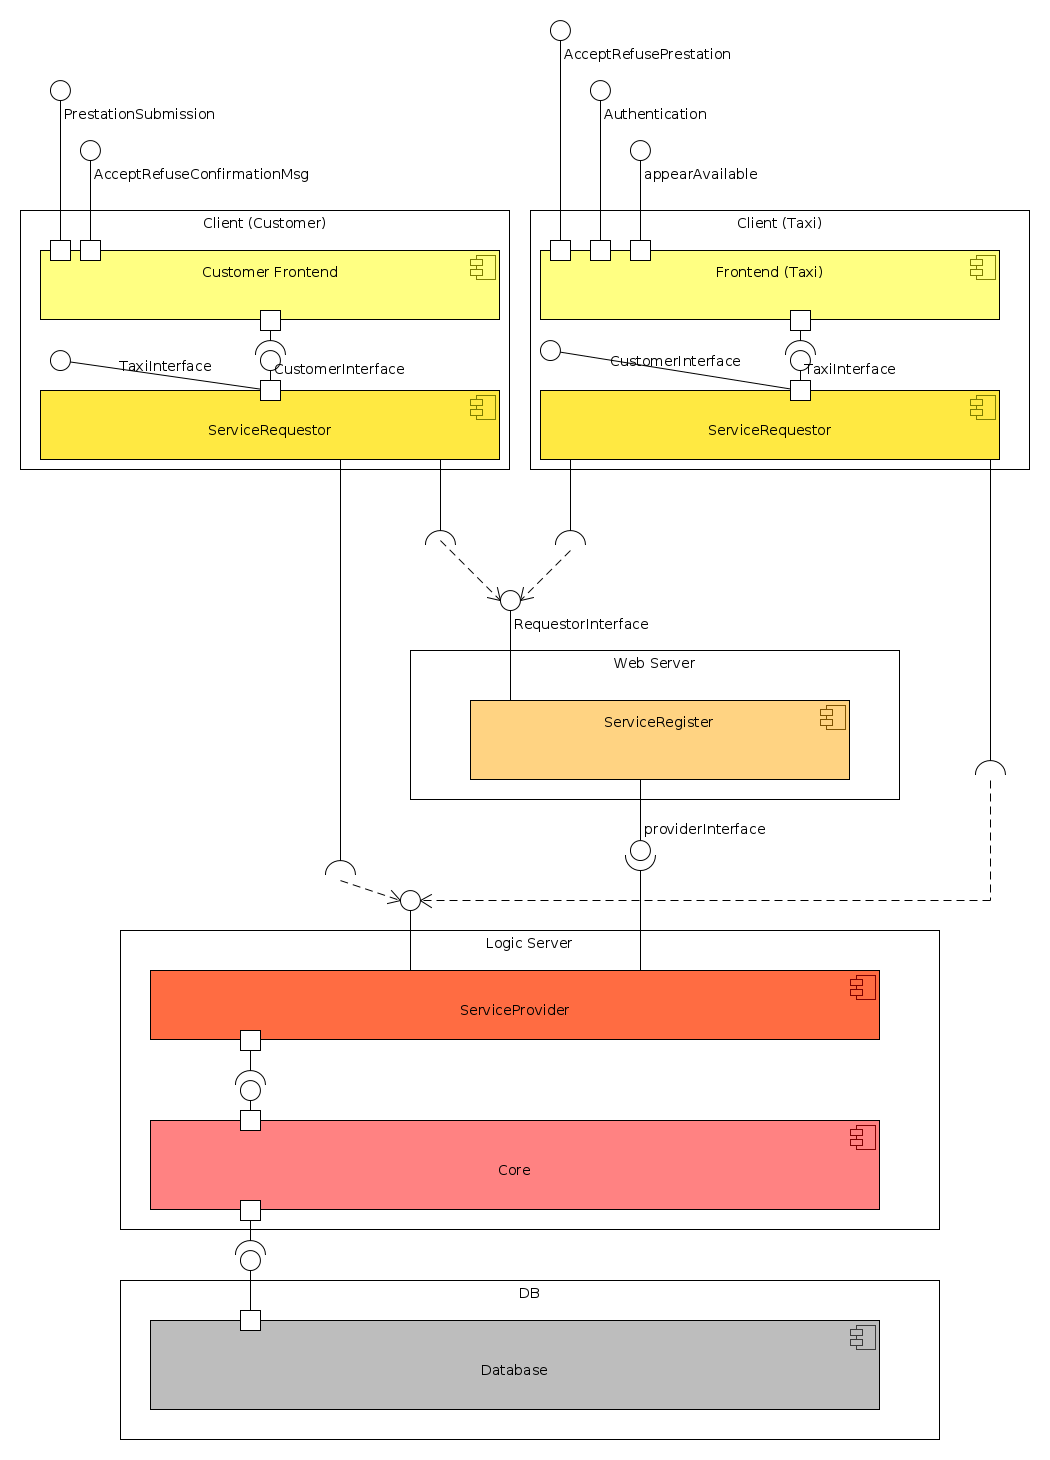 AcceptRefusePrestation
PrestationSubmission
Authentication
AcceptRefuseConfirmationMsg
appearAvailable
Client (Customer)
Client (Taxi)
Customer Frontend
Frontend (Taxi)
TaxiInterface
CustomerInterface
CustomerInterface
TaxiInterface
ServiceRequestor
ServiceRequestor
RequestorInterface
Web Server
ServiceRegister
providerInterface
Logic Server
ServiceProvider
Core
DB
Database